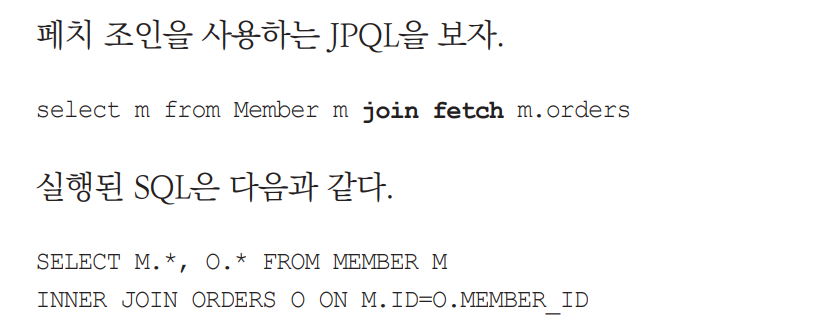 페치 조인을 사용하는 JPQL을 보자.
select m from Member m join fetch m.orders
실행된 SQL은 다음과 같다.
SELECT M.*, O.* FROM MEMBER M
INNER JOIN ORDERS O ON M.ID=O.MEMBER_ID